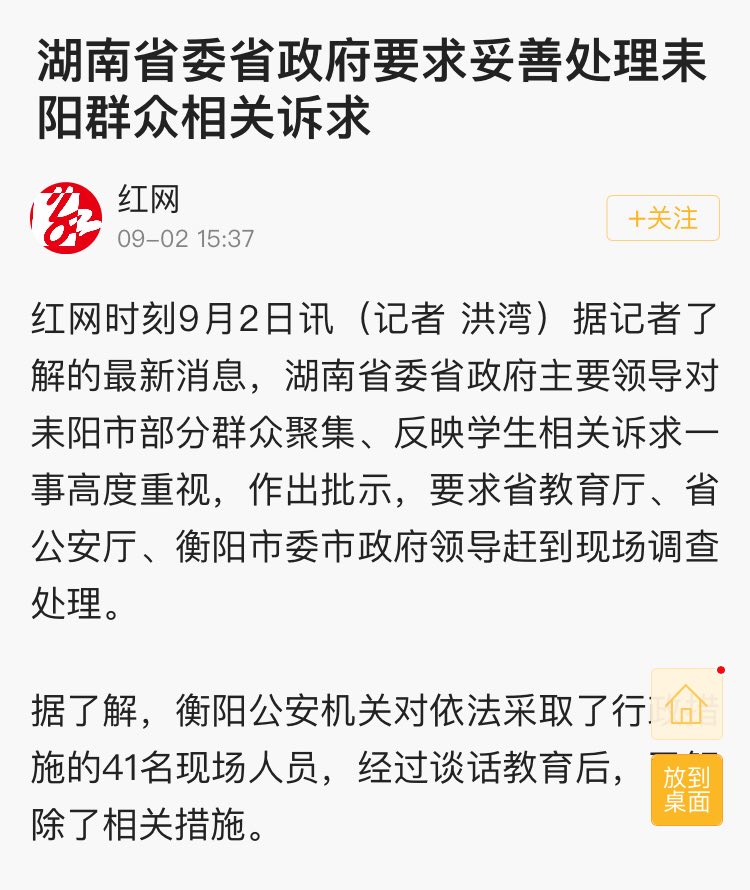 湖南省委省政府要求妥善处理耒
阳群众相关诉求
红网
09-02 15:37
+关注
红网时刻9月2日讯（记者 洪湾）据记者了
解的最新消息，湖南省委省政府主要领导对
耒阳市部分群众聚集、反映学生相关诉求一
事高度重视，作出批示，要求省教育厅、省
公安厅、衡阳市委市政府领导赶到现场调查
处理。
据了解，衡阳公安机关对依法采取了行政措
施的41名现场人员，经过谈话教育后，
除了相关措施。
放到
桌面